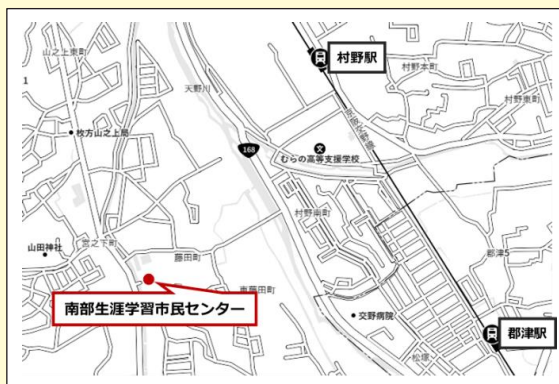 山之上東町
村野駅
村野本町
天野川
村野東町
京阪交野線
枚方山之上局
168
文
むらの高等支援学校
村野南町
山田神社
宮之下町
藤田町
郡津5
東藤田町
南部生涯学習市民センター
交野病院
郡津駅
松塚